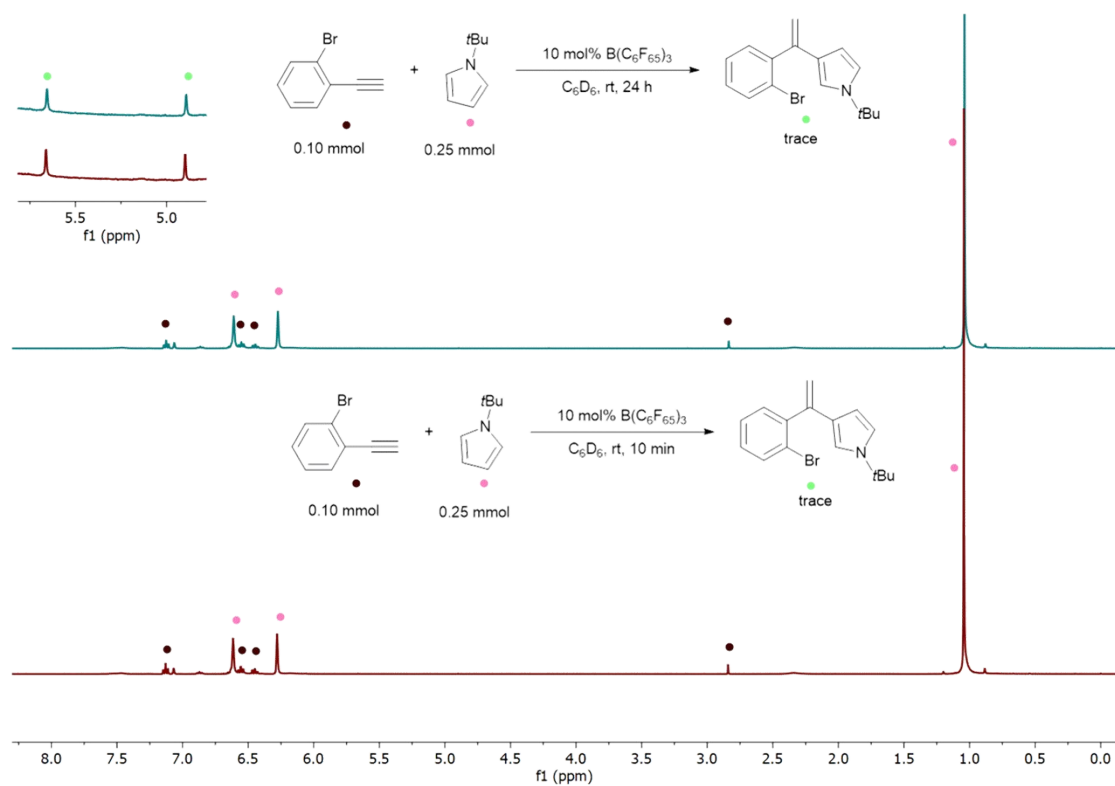 Br
+
tBu
N
10 mol% B(C₆F₆₅)₃
C₆D₆, rt, 24 h
Br
N
tBu
0.10 mmol
0.25 mmol
trace
5.5 5.0
f1 (ppm)
Br
+
tBu
N
10 mol% B(C₆F₆₅)₃
C₆D₆, rt, 10 min
Br
N
tBu
0.10 mmol
0.25 mmol
trace
8.0 7.5 7.0 6.5 6.0 5.5 5.0 4.5 4.0 3.5 3.0 2.5 2.0 1.5 1.0 0.5 0.0
f1 (ppm)